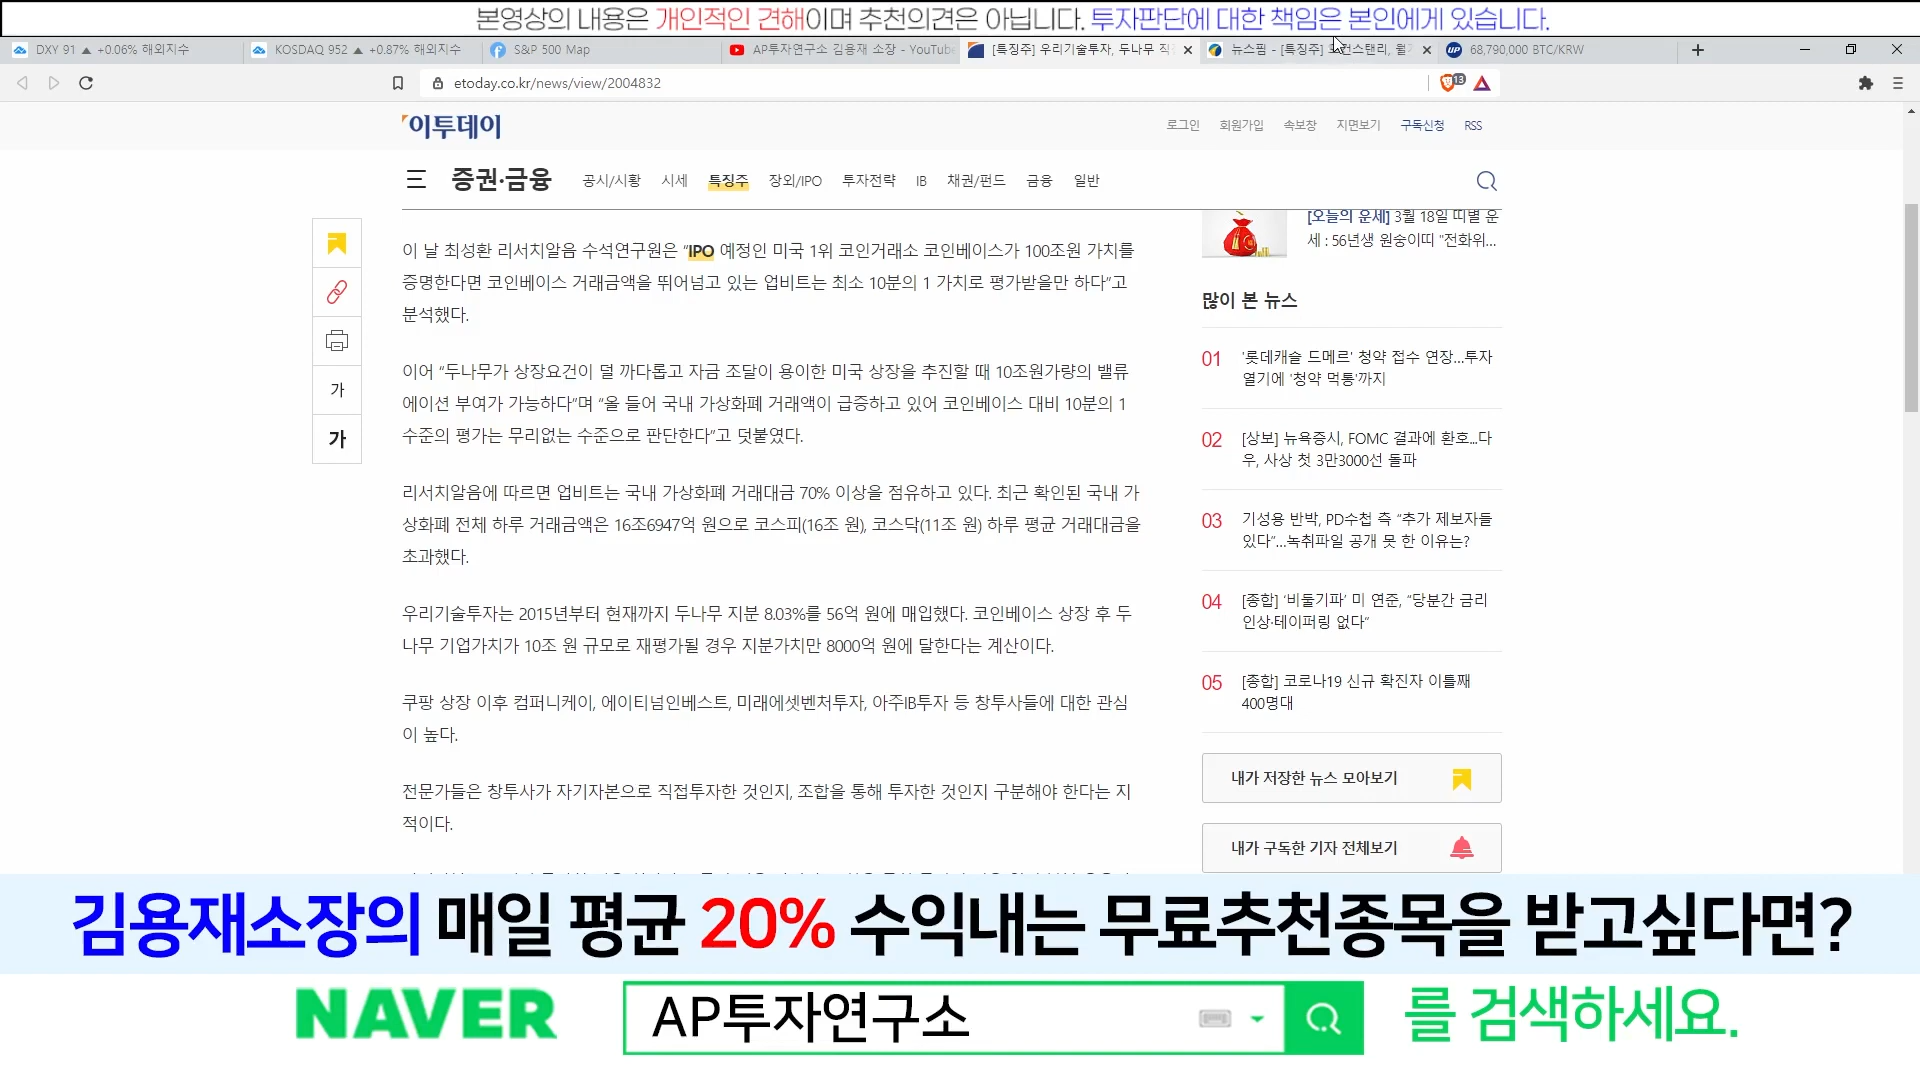 본영상의 내용은 개인적인 견해이며 추천의견은 아닙니다. 투자판단에 대한 책임은 본인에게 있습니다.
DXY 91 ▲ +0.06% 해외지수
KOSDAQ 952 ▲ +0.87% 해외지수
S&P 500 Map
AP투자연구소 김용재 소장 - YouTube
[특징주] 우리기술투자, 두나무 직
뉴스핌 - [특징주]
68,790,000 BTC/KRW
etoday.co.kr/news/view/2004832
13
이투데이
로그인 회원가입 속보창 지면보기 구독신청 RSS
증권·금융 공시/시황 시세 특징주 장외/IPO 투자전략 IB 채권/펀드 금융 일반
가
가
이 날 최성환 리서치알음 수석연구원은 “IPO 예정인 미국 1위 코인거래소 코인베이스가 100조원 가치를
증명한다면 코인베이스 거래금액을 뛰어넘고 있는 업비트는 최소 10분의 1 가치로 평가받을만 하다”고
분석했다.
이어 “두나무가 상장요건이 덜 까다롭고 자금 조달이 용이한 미국 상장을 추진할 때 10조원가량의 밸류
에이션 부여가 가능하다”며 “올 들어 국내 가상화폐 거래액이 급증하고 있어 코인베이스 대비 10분의 1
수준의 평가는 무리없는 수준으로 판단한다”고 덧붙였다.
리서치알음에 따르면 업비트는 국내 가상화폐 거래대금 70% 이상을 점유하고 있다. 최근 확인된 국내 가
상화폐 전체 하루 거래금액은 16조6947억 원으로 코스피(16조 원), 코스닥(11조 원) 하루 평균 거래대금을
초과했다.
우리기술투자는 2015년부터 현재까지 두나무 지분 8.03%를 56억 원에 매입했다. 코인베이스 상장 후 두
나무 기업가치가 10조 원 규모로 재평가될 경우 지분가치만 8000억 원에 달한다는 계산이다.
쿠팡 상장 이후 컴퍼니케이, 에이티넘인베스트, 미래에셋벤처투자, 아주IB투자 등 창투사들에 대한 관심
이 높다.
전문가들은 창투사가 자기자본으로 직접투자한 것인지, 조합을 통해 투자한 것인지 구분해야 한다는 지
적이다.
[오늘의 운세] 3월 18일 띠별 운
세 : 56년생 원숭이띠 “전화위...
많이 본 뉴스
01 '롯데캐슬 드메르' 청약 접수 연장…투자
열기에 '청약 먹통'까지
02 [상보] 뉴욕증시, FOMC 결과에 환호…다
우, 사상 첫 3만3000선 돌파
03 기성용 반박, PD수첩 측 “추가 제보자들
있다”…녹취파일 공개 못 한 이유는?
04 [종합] ‘비둘기파’ 미 연준, “당분간 금리
인상·테이퍼링 없다”
05 [종합] 코로나19 신규 확진자 이틀째
400명대
내가 저장한 뉴스 모아보기
내가 구독한 기자 전체보기
김용재소장의 매일 평균 20% 수익내는 무료추천종목을 받고싶다면?
NAVER AP투자연구소 를 검색하세요.